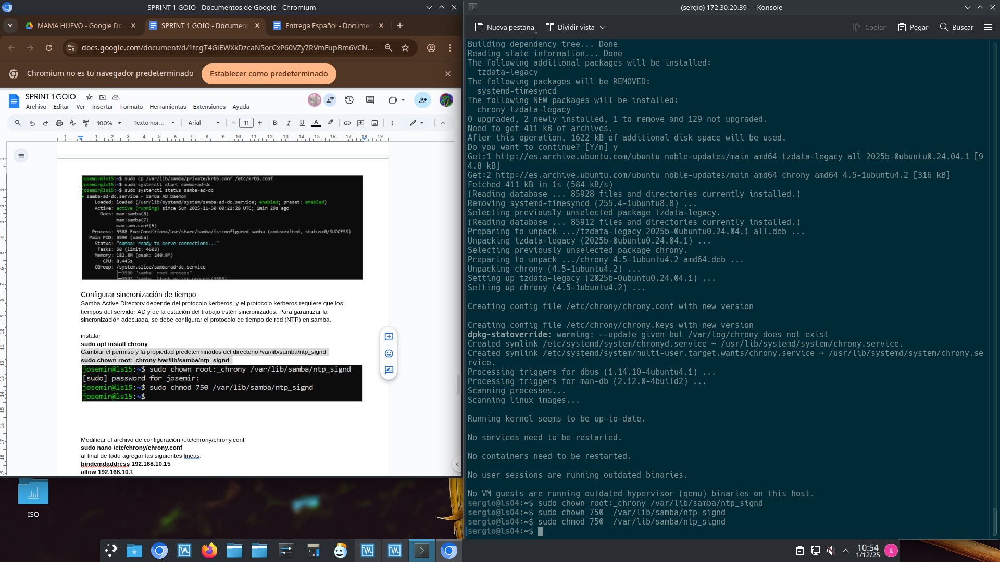 SPRINT 1 GOIO - Documentos de Google - Chromium
MAMA HUEVO - Google Dri
SPRINT 1 GOIO - Document
Entrega Español - Documen
docs.google.com/document/d/1tcgT4GiEWXkDzcaN5orCxP60VZy7RVmFupBm6VCN...
Chromium no es tu navegador predeterminado
Establecer como predeterminado
SPRINT 1 GOIO
Archivo Editar Ver Insertar Formato Herramientas Extensiones Ayuda
100% Texto nor... Arial 11 B I U A
1 1 2 3 4 5 6 7 8 9 10 11 12 13 14 15 16 17 18 19
josemir@ls15:~$ sudo cp /var/lib/samba/private/krb5.conf /etc/krb5.conf
josemir@ls15:~$ sudo systemctl start samba-ad-dc
josemir@ls15:~$ sudo systemctl status samba-ad-dc
● samba-ad-dc.service - Samba AD Daemon
Loaded: loaded (/usr/lib/systemd/system/samba-ad-dc.service; enabled; preset: enabled)
Active: active (running) since Sun 2025-11-30 00:21:28 UTC; 1min 29s ago
Docs: man:samba(8)
man:samba(7)
man:smb.conf(5)
Process: 3588 ExecCondition=/usr/share/samba/is-configured samba (code=exited, status=0/SUCCESS)
Main PID: 3590 (samba)
Status: "samba: ready to serve connections..."
Tasks: 58 (limit: 4603)
Memory: 182.8M (peak: 240.9M)
CPU: 8.445s
CGroup: /system.slice/samba-ad-dc.service
├─3590 "samba: root process"
├─3592 "samba: tfork waiter process(3593)"
Configurar sincronización de tiempo:
Samba Active Directory depende del protocolo kerberos, y el protocolo kerberos requiere que los
tiempos del servidor AD y de la estación del trabajo estén sincronizados. Para garantizar la
sincronización adecuada, se debe configurar el protocolo de tiempo de red (NTP) en samba.
instalar
sudo apt install chrony
Cambiar el permiso y la propiedad predeterminados del directorio /var/lib/samba/ntp_signd
sudo chown root:_chrony /var/lib/samba/ntp_signd
josemir@ls15:~$ sudo chown root:_chrony /var/lib/samba/ntp_signd
[sudo] password for josemir:
josemir@ls15:~$ sudo chmod 750 /var/lib/samba/ntp_signd
josemir@ls15:~$
Modificar el archivo de configuración /etc/chrony/chrony.conf
sudo nano /etc/chrony/chrony.conf
al final de todo agregar las siguientes lineas:
bindcmdaddress 192.168.10.15
allow 192.168.10.1
ISO
(sergio) 172.30.20.39 — Konsole
Nueva pestaña Dividir vista Copiar Pegar Buscar
Building dependency tree... Done
Reading state information... Done
The following additional packages will be installed:
tzdata-legacy
The following packages will be REMOVED:
systemd-timesyncd
The following NEW packages will be installed:
chrony tzdata-legacy
0 upgraded, 2 newly installed, 1 to remove and 129 not upgraded.
Need to get 411 kB of archives.
After this operation, 1622 kB of additional disk space will be used.
Do you want to continue? [Y/n] y
Get:1 http://es.archive.ubuntu.com/ubuntu noble-updates/main amd64 tzdata-legacy all 2025b-0ubuntu0.24.04.1 [9
4.8 kB]
Get:2 http://es.archive.ubuntu.com/ubuntu noble-updates/main amd64 chrony amd64 4.5-1ubuntu4.2 [316 kB]
Fetched 411 kB in 1s (584 kB/s)
(Reading database ... 85928 files and directories currently installed.)
Removing systemd-timesyncd (255.4-1ubuntu8.8) ...
Selecting previously unselected package tzdata-legacy.
(Reading database ... 85912 files and directories currently installed.)
Preparing to unpack .../tzdata-legacy_2025b-0ubuntu0.24.04.1_all.deb ...
Unpacking tzdata-legacy (2025b-0ubuntu0.24.04.1) ...
Selecting previously unselected package chrony.
Preparing to unpack .../chrony_4.5-1ubuntu4.2_amd64.deb ...
Unpacking chrony (4.5-1ubuntu4.2) ...
Setting up tzdata-legacy (2025b-0ubuntu0.24.04.1) ...
Setting up chrony (4.5-1ubuntu4.2) ...
Creating config file /etc/chrony/chrony.conf with new version
Creating config file /etc/chrony/chrony.keys with new version
dpkg-statoverride: warning: --update given but /var/log/chrony does not exist
Created symlink /etc/systemd/system/chronyd.service → /usr/lib/systemd/system/chrony.service.
Created symlink /etc/systemd/system/multi-user.target.wants/chrony.service → /usr/lib/systemd/system/chrony.se
rvice.
Processing triggers for dbus (1.14.10-4ubuntu4.1) ...
Processing triggers for man-db (2.12.0-4build2) ...
Scanning processes...
Scanning linux images...
Running kernel seems to be up-to-date.
No services need to be restarted.
No containers need to be restarted.
No user sessions are running outdated binaries.
No VM guests are running outdated hypervisor (qemu) binaries on this host.
sergio@ls04:~$ sudo chown root:_chrony /var/lib/samba/ntp_signd
sergio@ls04:~$ sudo chown 750  /var/lib/samba/ntp_signd
sergio@ls04:~$ sudo chmod 750  /var/lib/samba/ntp_signd
sergio@ls04:~$
10:54
1/12/25